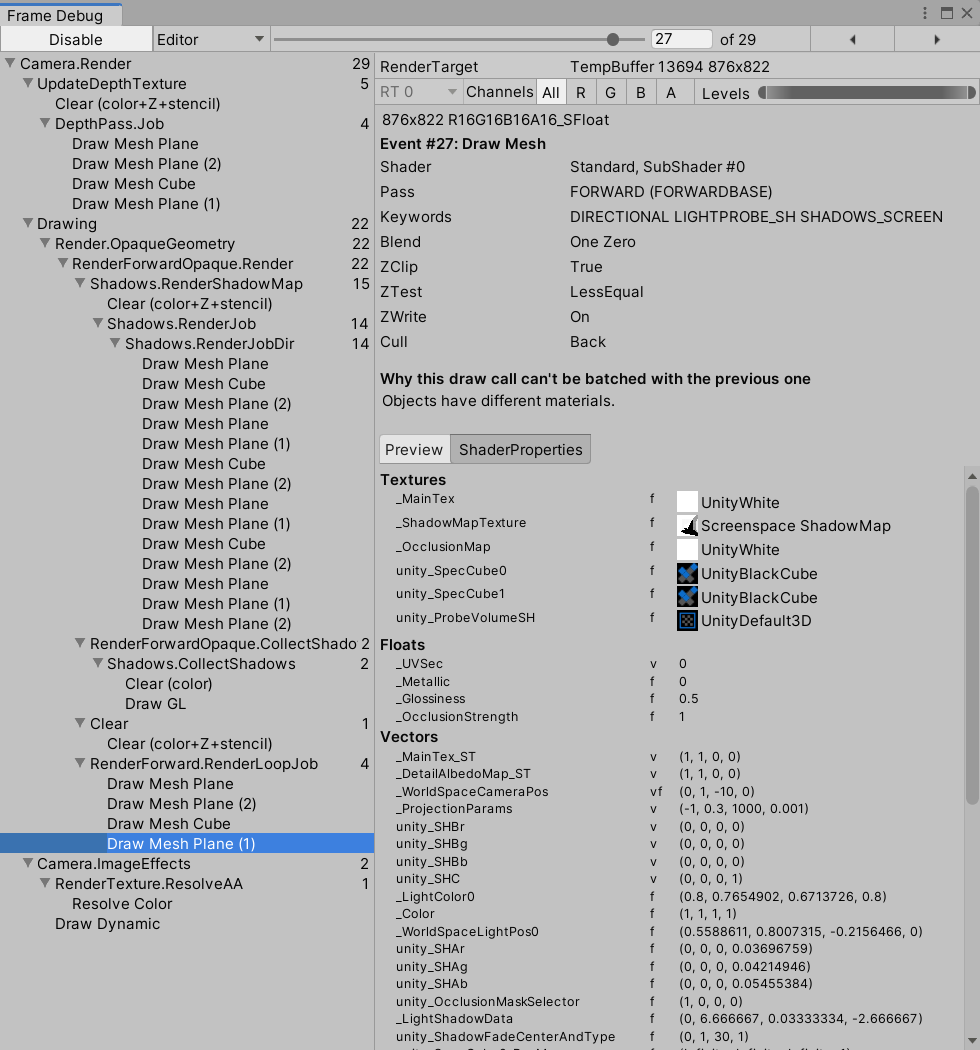 Frame Debug
Disable
Editor
27
of 29
Camera.Render 29
UpdateDepthTexture 5
Clear (color+Z+stencil)
DepthPass.Job 4
Draw Mesh Plane
Draw Mesh Plane (2)
Draw Mesh Cube
Draw Mesh Plane (1)
Drawing 22
Render.OpaqueGeometry 22
RenderForwardOpaque.Render 22
Shadows.RenderShadowMap 15
Clear (color+Z+stencil)
Shadows.RenderJob 14
Shadows.RenderJobDir 14
Draw Mesh Plane
Draw Mesh Cube
Draw Mesh Plane (2)
Draw Mesh Plane
Draw Mesh Plane (1)
Draw Mesh Cube
Draw Mesh Plane (2)
Draw Mesh Plane
Draw Mesh Plane (1)
Draw Mesh Cube
Draw Mesh Plane (2)
Draw Mesh Plane
Draw Mesh Plane (1)
Draw Mesh Plane (2)
RenderForwardOpaque.CollectShado 2
Shadows.CollectShadows 2
Clear (color)
Draw GL
Clear 1
Clear (color+Z+stencil)
RenderForward.RenderLoopJob 4
Draw Mesh Plane
Draw Mesh Plane (2)
Draw Mesh Cube
Draw Mesh Plane (1)
Camera.ImageEffects 2
RenderTexture.ResolveAA 1
Resolve Color
Draw Dynamic
RenderTarget TempBuffer 13694 876x822
RT 0 Channels All R G B A Levels
876x822 R16G16B16A16_SFloat
Event #27: Draw Mesh
Shader Standard, SubShader #0
Pass FORWARD (FORWARDBASE)
Keywords DIRECTIONAL LIGHTPROBE_SH SHADOWS_SCREEN
Blend One Zero
ZClip True
ZTest LessEqual
ZWrite On
Cull Back
Why this draw call can't be batched with the previous one
Objects have different materials.
Preview ShaderProperties
Textures
_MainTex f UnityWhite
_ShadowMapTexture f Screenspace ShadowMap
_OcclusionMap f UnityWhite
unity_SpecCube0 f UnityBlackCube
unity_SpecCube1 f UnityBlackCube
unity_ProbeVolumeSH f UnityDefault3D
Floats
_UVSec v 0
_Metallic f 0
_Glossiness f 0.5
_OcclusionStrength f 1
Vectors
_MainTex_ST v (1, 1, 0, 0)
_DetailAlbedoMap_ST v (1, 1, 0, 0)
_WorldSpaceCameraPos vf (0, 1, -10, 0)
_ProjectionParams v (-1, 0.3, 1000, 0.001)
unity_SHBr v (0, 0, 0, 0)
unity_SHBg v (0, 0, 0, 0)
unity_SHBb v (0, 0, 0, 0)
unity_SHC v (0, 0, 0, 1)
_LightColor0 f (0.8, 0.7654902, 0.6713726, 0.8)
_Color f (1, 1, 1, 1)
_WorldSpaceLightPos0 f (0.5588611, 0.8007315, -0.2156466, 0)
unity_SHAr f (0, 0, 0, 0.03696759)
unity_SHAg f (0, 0, 0, 0.04214946)
unity_SHAb f (0, 0, 0, 0.05455384)
unity_OcclusionMaskSelector f (1, 0, 0, 0)
_LightShadowData f (0, 6.666667, 0.03333334, -2.666667)
unity_ShadowFadeCenterAndType f (0, 1, 30, 1)